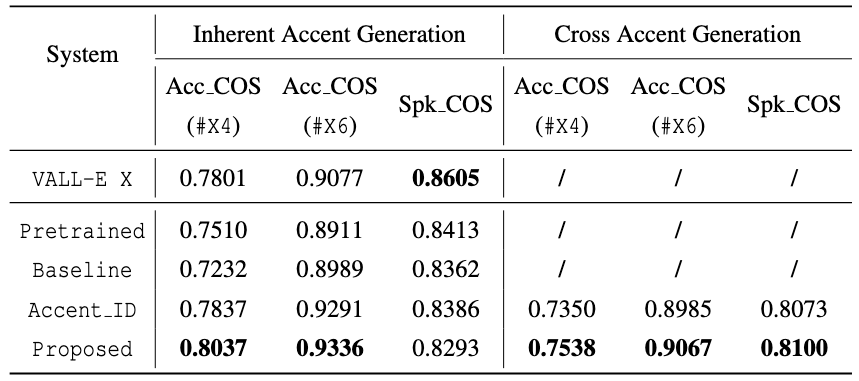 System Inherent Accent Generation Cross Accent Generation
Acc_COS (#X4) Acc_COS (#X6) Spk_COS Acc_COS (#X4) Acc_COS (#X6) Spk_COS
VALL-E X 0.7801 0.9077 0.8605 / / /
Pretrained 0.7510 0.8911 0.8413 / / /
Baseline 0.7232 0.8989 0.8362 / / /
Accent_ID 0.7837 0.9291 0.8386 0.7350 0.8985 0.8073
Proposed 0.8037 0.9336 0.8293 0.7538 0.9067 0.8100